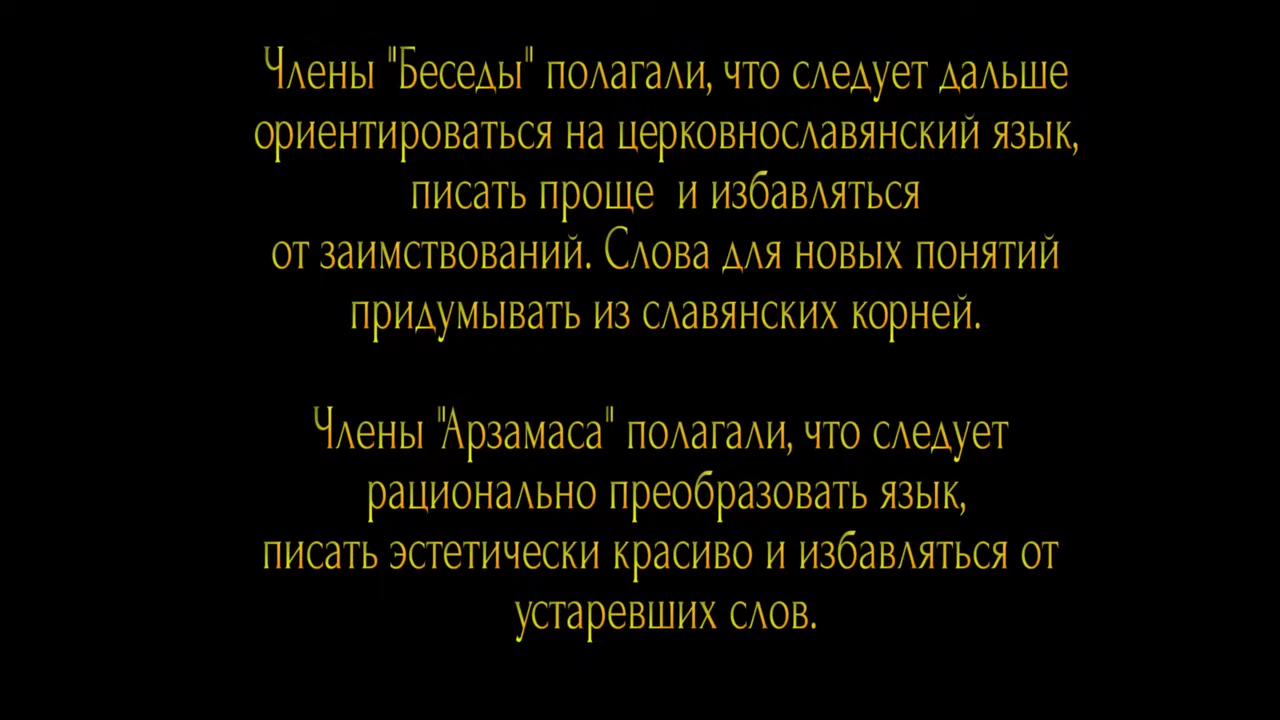 Члены "Беседы" полагали, что следует дальше
ориентироваться на церковнославянский язык,
писать проще и избавляться
от заимствований. Слова для новых понятий
придумывать из славянских корней.
Члены "Арзамаса" полагали, что следует
рационально преобразовать язык,
писать эстетически красиво и избавляться от
устаревших слов.